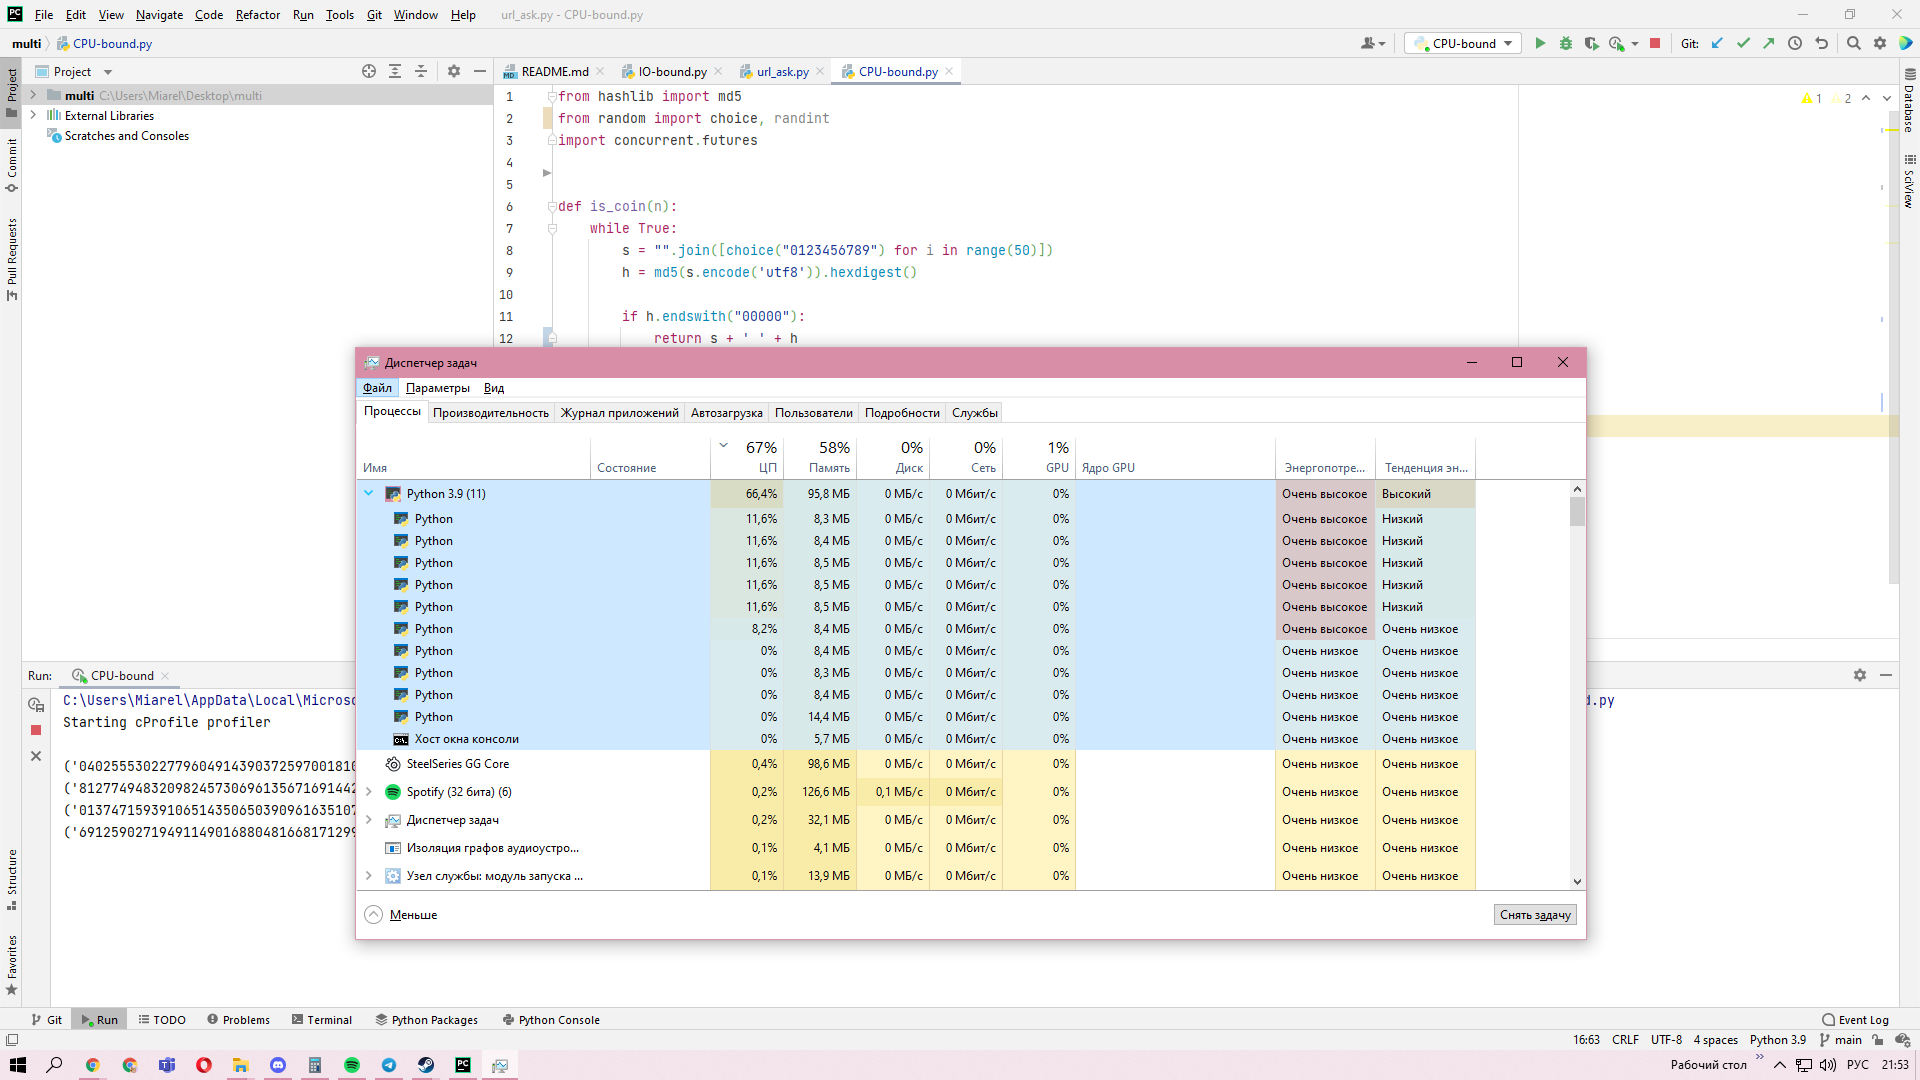 File Edit View Navigate Code Refactor Run Tools Git Window Help url_ask.py - CPU-bound.py
multi CPU-bound.py CPU-bound Git:
Project README.md IO-bound.py url_ask.py CPU-bound.py
multi C:\Users\Miarel\Desktop\multi
External Libraries
Scratches and Consoles
Project
Commit
Pull Requests
Structure
Favorites
Database
SciView
1 2
1 from hashlib import md5
2 from random import choice, randint
3 import concurrent.futures
4
5
6 def is_coin(n):
7 while True:
8 s = "".join([choice("0123456789") for i in range(50)])
9 h = md5(s.encode('utf8')).hexdigest()
10
11 if h.endswith("00000"):
12 return s + ' ' + h
Диспетчер задач
Файл Параметры Вид
Процессы Производительность Журнал приложений Автозагрузка Пользователи Подробности Службы
67% 58% 0% 0% 1%
Имя Состояние ЦП Память Диск Сеть GPU Ядро GPU Энергопотре... Тенденция эн...
Python 3.9 (11) 66,4% 95,8 МБ 0 МБ/с 0 Мбит/с 0% Очень высокое Высокий
Python 11,6% 8,3 МБ 0 МБ/с 0 Мбит/с 0% Очень высокое Низкий
Python 11,6% 8,4 МБ 0 МБ/с 0 Мбит/с 0% Очень высокое Низкий
Python 11,6% 8,5 МБ 0 МБ/с 0 Мбит/с 0% Очень высокое Низкий
Python 11,6% 8,5 МБ 0 МБ/с 0 Мбит/с 0% Очень высокое Низкий
Python 11,6% 8,5 МБ 0 МБ/с 0 Мбит/с 0% Очень высокое Низкий
Python 8,2% 8,4 МБ 0 МБ/с 0 Мбит/с 0% Очень высокое Очень низкое
Python 0% 8,4 МБ 0 МБ/с 0 Мбит/с 0% Очень низкое Очень низкое
Python 0% 8,3 МБ 0 МБ/с 0 Мбит/с 0% Очень низкое Очень низкое
Python 0% 8,4 МБ 0 МБ/с 0 Мбит/с 0% Очень низкое Очень низкое
Python 0% 14,4 МБ 0 МБ/с 0 Мбит/с 0% Очень низкое Очень низкое
Хост окна консоли 0% 5,7 МБ 0 МБ/с 0 Мбит/с 0% Очень низкое Очень низкое
SteelSeries GG Core 0,4% 98,6 МБ 0 МБ/с 0 Мбит/с 0% Очень низкое Очень низкое
Spotify (32 бита) (6) 0,2% 126,6 МБ 0,1 МБ/с 0 Мбит/с 0% Очень низкое Очень низкое
Диспетчер задач 0,2% 32,1 МБ 0 МБ/с 0 Мбит/с 0% Очень низкое Очень низкое
Изоляция графов аудиоустро... 0,1% 4,1 МБ 0 МБ/с 0 Мбит/с 0% Очень низкое Очень низкое
Узел службы: модуль запуска ... 0,1% 13,9 МБ 0 МБ/с 0 Мбит/с 0% Очень низкое Очень низкое
Меньше Снять задачу
Run: CPU-bound
C:\Users\Miarel\AppData\Local\Microso d.py
Starting cProfile profiler
('0402555302277960491439037259700181
('8127749483209824573069613567169144
('0137471593910651435065039096163510
('6912590271949114901688048166817129
Git Run TODO Problems Terminal Python Packages Python Console Event Log
16:63 CRLF UTF-8 4 spaces Python 3.9 main
Рабочий стол РУС 21:53